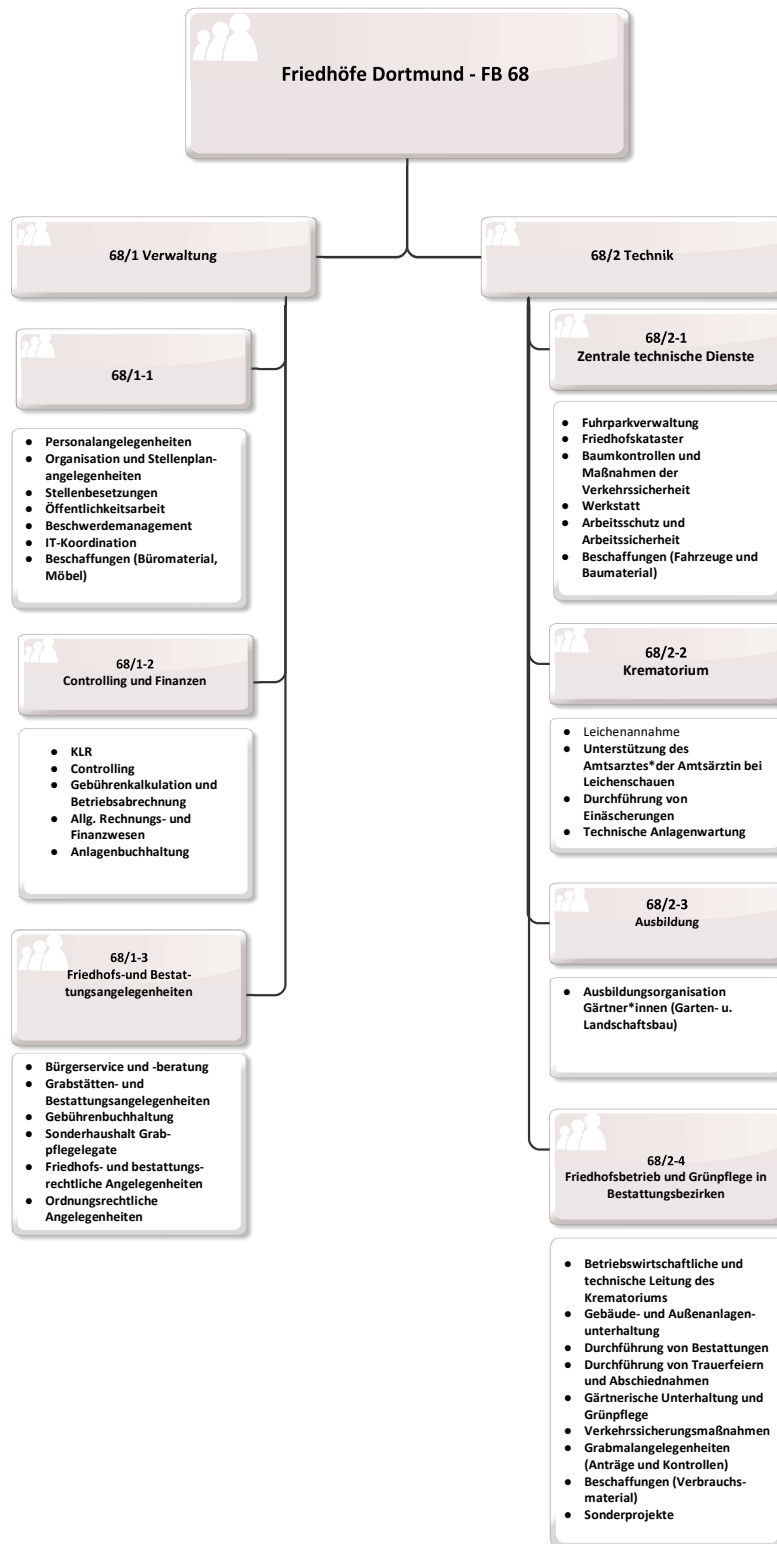 Friedhöfe Dortmund - FB 68
68/1 Verwaltung
68/1-1
● Personalangelegenheiten
● Organisation und Stellenplan-
angelegenheiten
● Stellenbesetzungen
● Öffentlichkeitsarbeit
● Beschwerdemanagement
● IT-Koordination
● Beschaffungen (Büromaterial,
Möbel)
68/1-2
Controlling und Finanzen
● KLR
● Controlling
● Gebührenkalkulation und
Betriebsabrechnung
● Allg. Rechnungs- und
Finanzwesen
● Anlagenbuchhaltung
68/1-3
Friedhofs-und Bestat-
tungsangelegenheiten
● Bürgerservice und -beratung
● Grabstätten- und
Bestattungsangelegenheiten
● Gebührenbuchhaltung
● Sonderhaushalt Grab-
pflegelegate
● Friedhofs- und bestattungs-
rechtliche Angelegenheiten
● Ordnungsrechtliche
Angelegenheiten
68/2 Technik
68/2-1
Zentrale technische Dienste
● Fuhrparkverwaltung
● Friedhofskataster
● Baumkontrollen und
Maßnahmen der
Verkehrssicherheit
● Werkstatt
● Arbeitsschutz und
Arbeitssicherheit
● Beschaffungen (Fahrzeuge und
Baumaterial)
68/2-2
Krematorium
● Leichenannahme
● Unterstützung des
Amtsarztes*der Amtsärztin bei
Leichenschauen
● Durchführung von
Einäscherungen
● Technische Anlagenwartung
68/2-3
Ausbildung
● Ausbildungsorganisation
Gärtner*innen (Garten- u.
Landschaftsbau)
68/2-4
Friedhofsbetrieb und Grünpflege in
Bestattungsbezirken
● Betriebswirtschaftliche und
technische Leitung des
Krematoriums
● Gebäude- und Außenanlagen-
unterhaltung
● Durchführung von Bestattungen
● Durchführung von Trauerfeiern
und Abschiednahmen
● Gärtnerische Unterhaltung und
Grünpflege
● Verkehrssicherungsmaßnahmen
● Grabmalangelegenheiten
(Anträge und Kontrollen)
● Beschaffungen (Verbrauchs-
material)
● Sonderprojekte